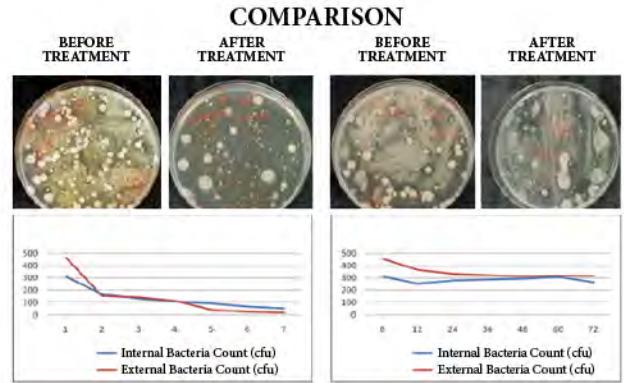 COMPARISON
BEFORE TREATMENT
AFTER TREATMENT
BEFORE TREATMENT
AFTER TREATMENT
500
400
300
200
100
0
1 2 3 4 5 6 7
Internal Bacteria Count (cfu)
External Bacteria Count (cfu)
500
400
300
200
100
0
12 24 36 48 60 72
Internal Bacteria Count (cfu)
External Bacteria Count (cfu)